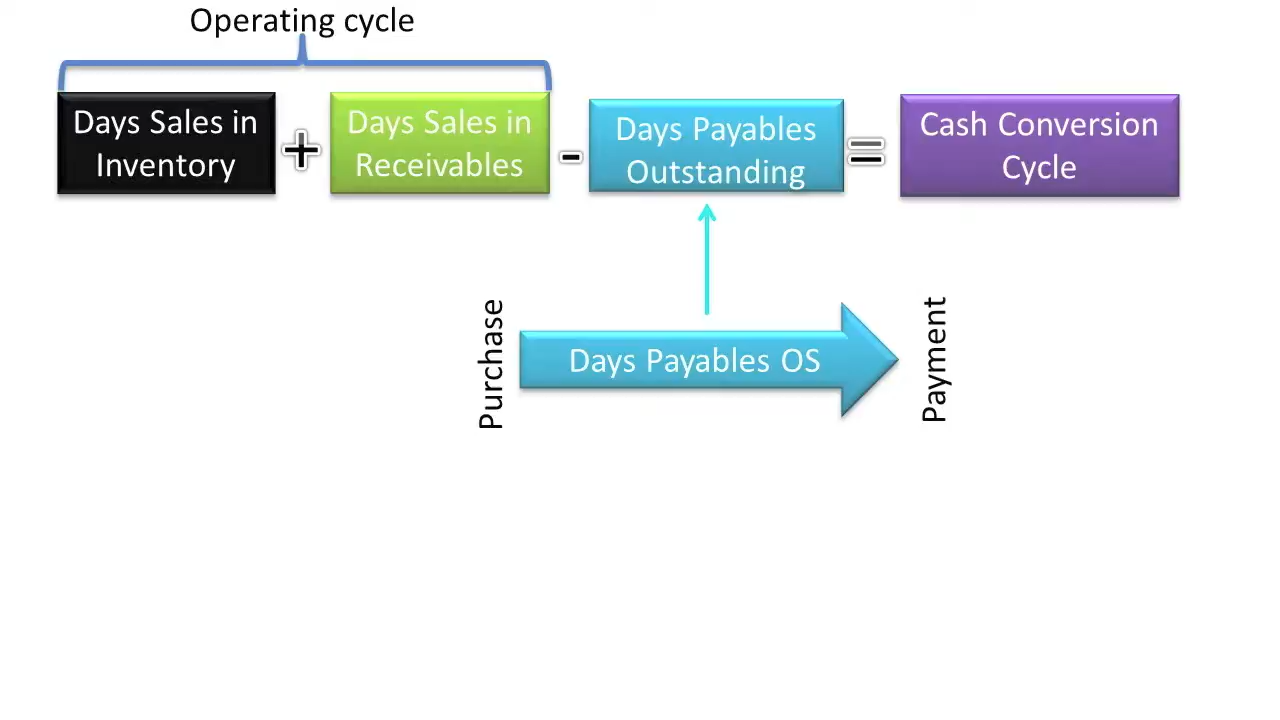 Operating cycle
Days Sales in
Inventory
+
Days Sales in
Receivables
-
Days Payables
Outstanding
=
Cash Conversion
Cycle
Purchase
Days Payables OS
Payment